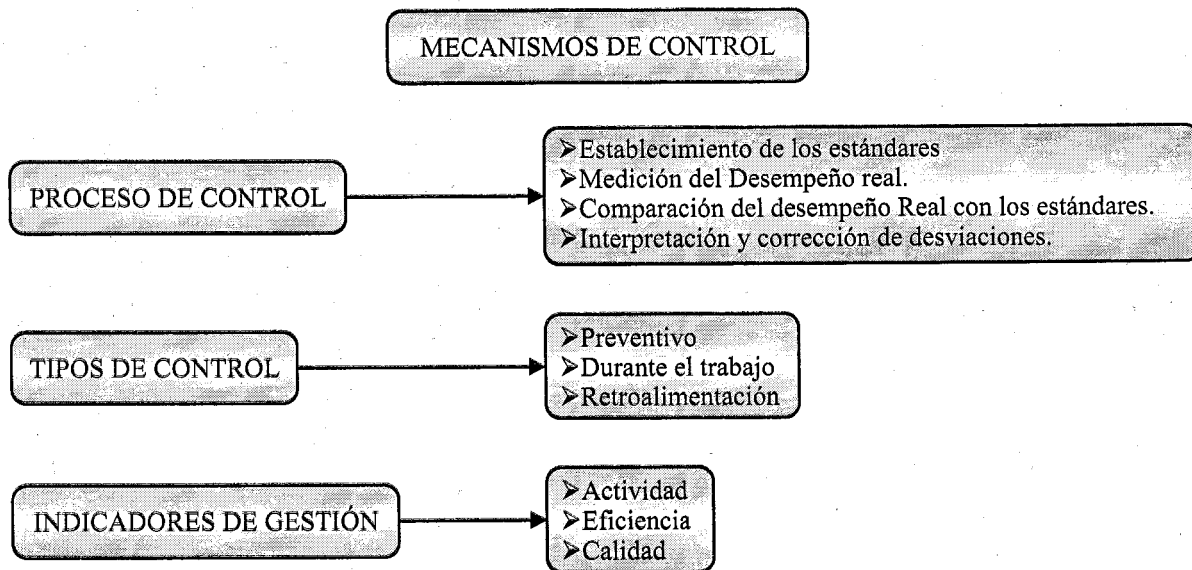 MECANISMOS DE CONTROL
PROCESO DE CONTROL
➢Establecimiento de los estándares
➢Medición del Desempeño real.
➢Comparación del desempeño Real con los estándares.
➢Interpretación y corrección de desviaciones.
TIPOS DE CONTROL
➢Preventivo
➢Durante el trabajo
➢Retroalimentación
INDICADORES DE GESTIÓN
➢Actividad
➢Eficiencia
➢Calidad